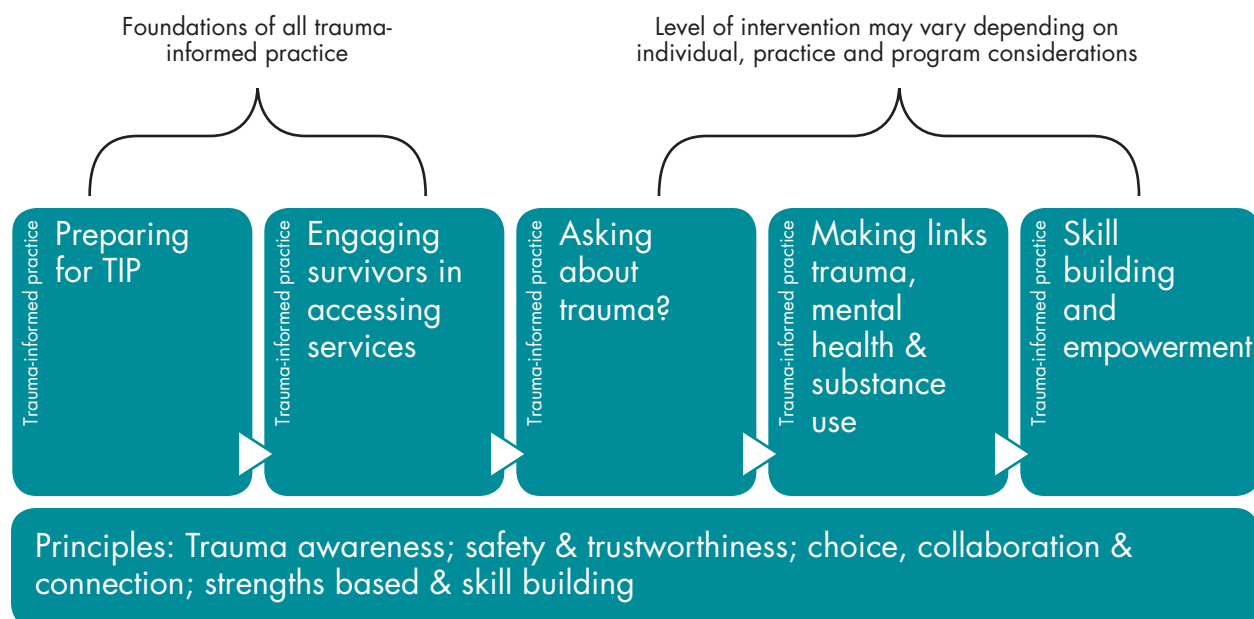 Foundations of all trauma-
informed practice
Level of intervention may vary depending on
individual, practice and program considerations
Trauma-informed practice
Preparing
for TIP
Trauma-informed practice
Engaging
survivors in
accessing
services
Trauma-informed practice
Asking
about
trauma?
Trauma-informed practice
Making links
trauma,
mental
health &
substance
use
Trauma-informed practice
Skill
building
and
empowerment
Principles: Trauma awareness; safety & trustworthiness; choice, collaboration &
connection; strengths based & skill building